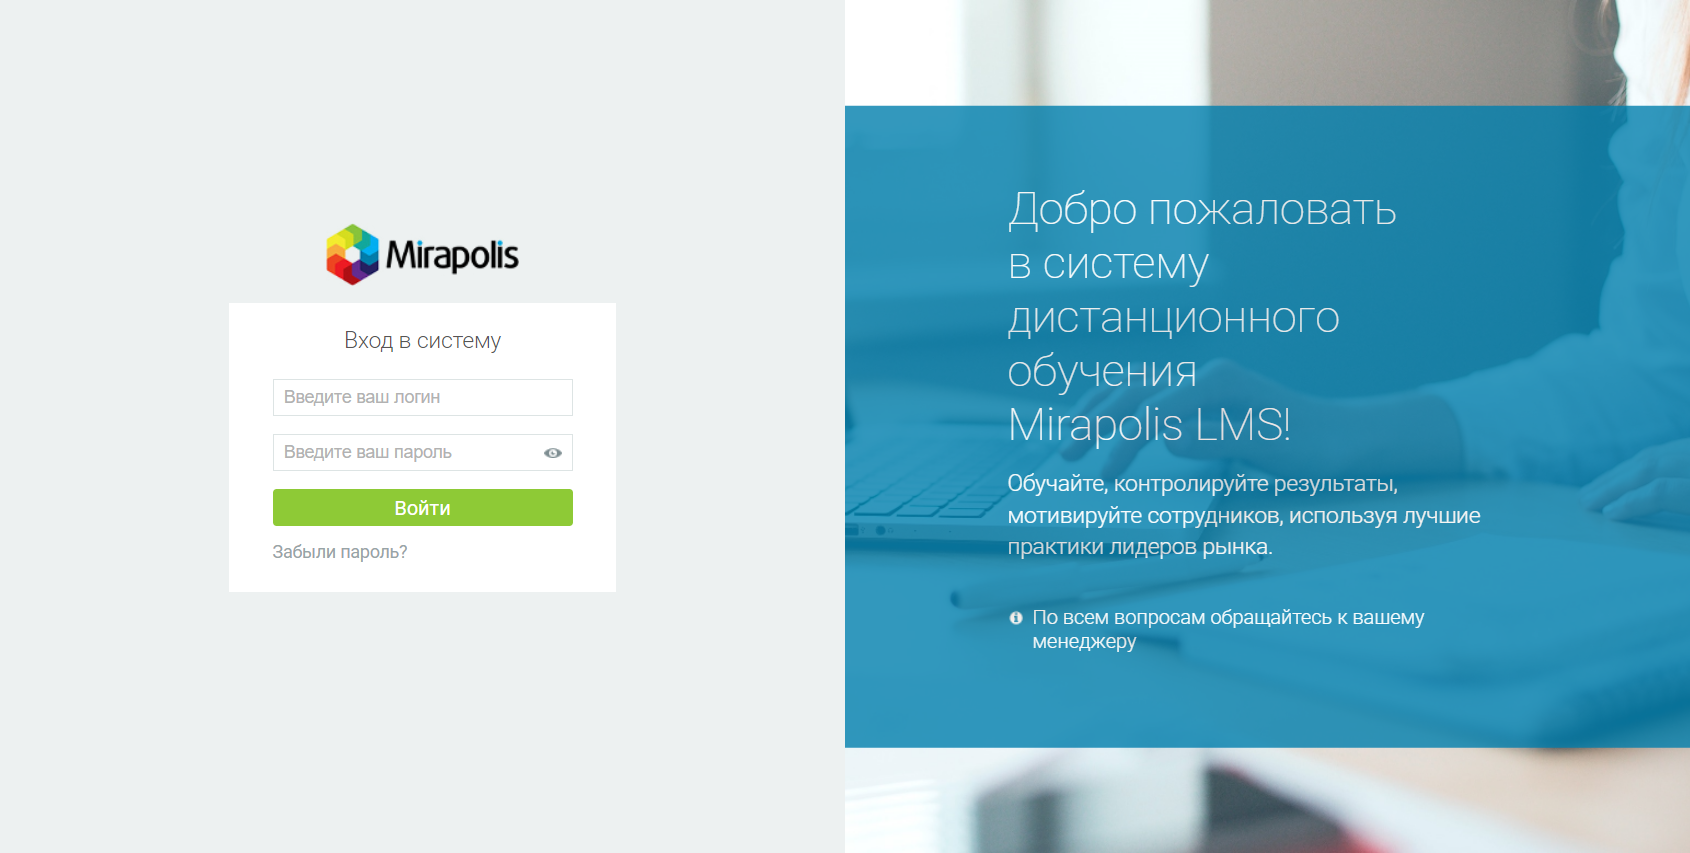 Mirapolis
Вход в систему
Введите ваш логин
Введите ваш пароль
Войти
Забыли пароль?
Добро пожаловать
в систему
дистанционного
обучения
Mirapolis LMS!
Обучайте, контролируйте результаты,
мотивируйте сотрудников, используя лучшие
практики лидеров рынка.
По всем вопросам обращайтесь к вашему
менеджеру